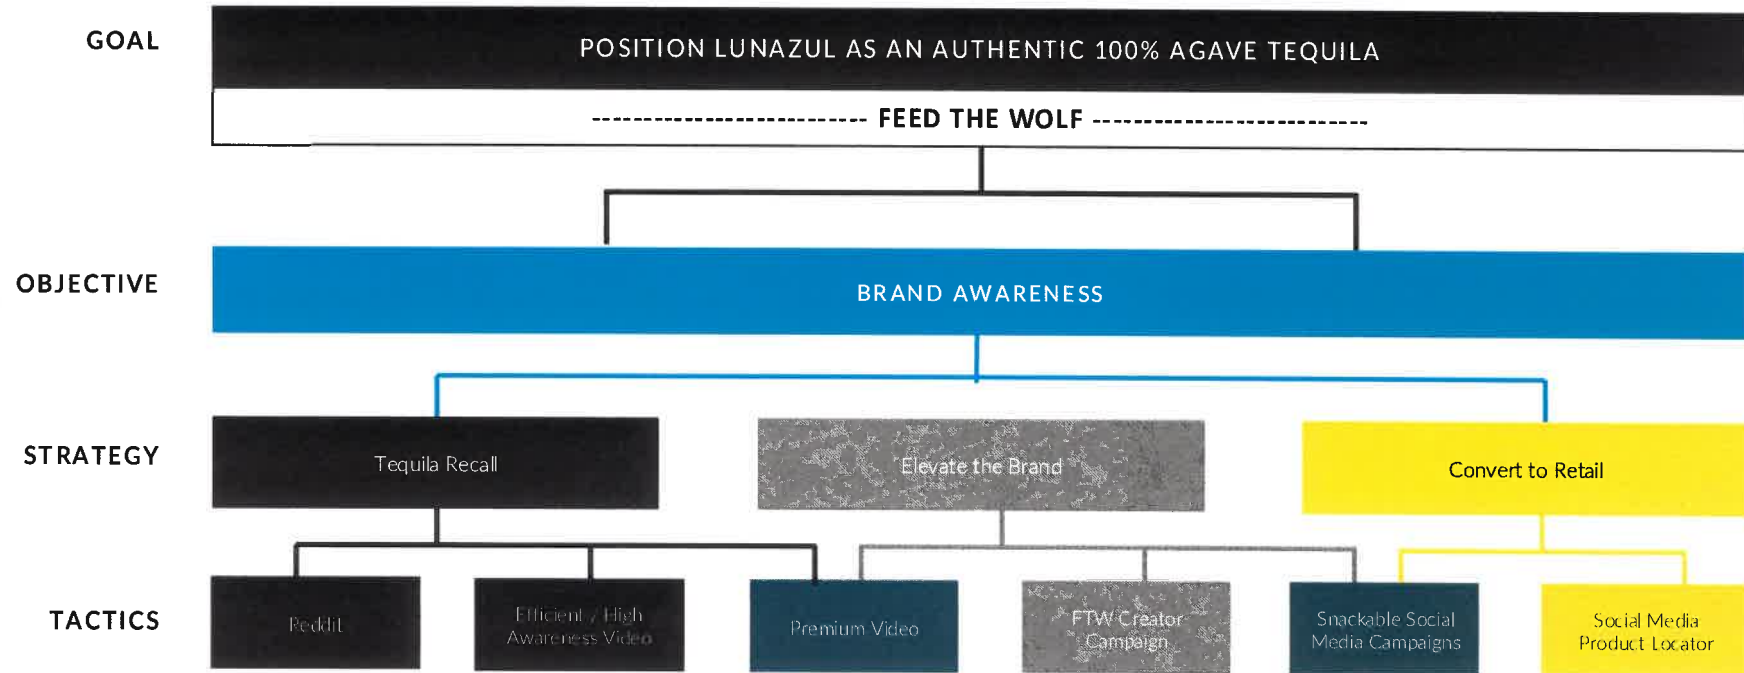 GOAL
POSITION LUNAZUL AS AN AUTHENTIC 100% AGAVE TEQUILA
-------------------------- FEED THE WOLF --------------------------
OBJECTIVE
BRAND AWARENESS
STRATEGY
Tequila Recall
Elevate the Brand
Convert to Retail
TACTICS
Reddit
Efficient / High
Awareness Video
Premium Video
FTW Creator
Campaign
Snackable Social
Media Campaigns
Social Media
Product Locator